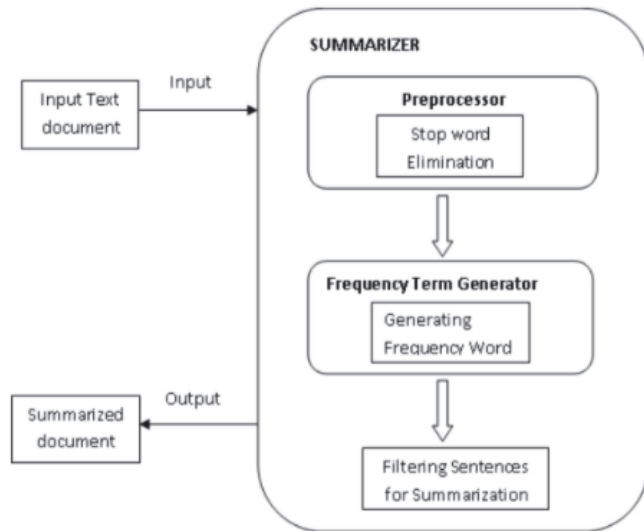 SUMMARIZER
Input
Input Text
document
Preprocessor
Stop word
Elimination
Frequency Term Generator
Generating
Frequency Word
Output
Summarized
document
Filtering Sentences
for Summarization